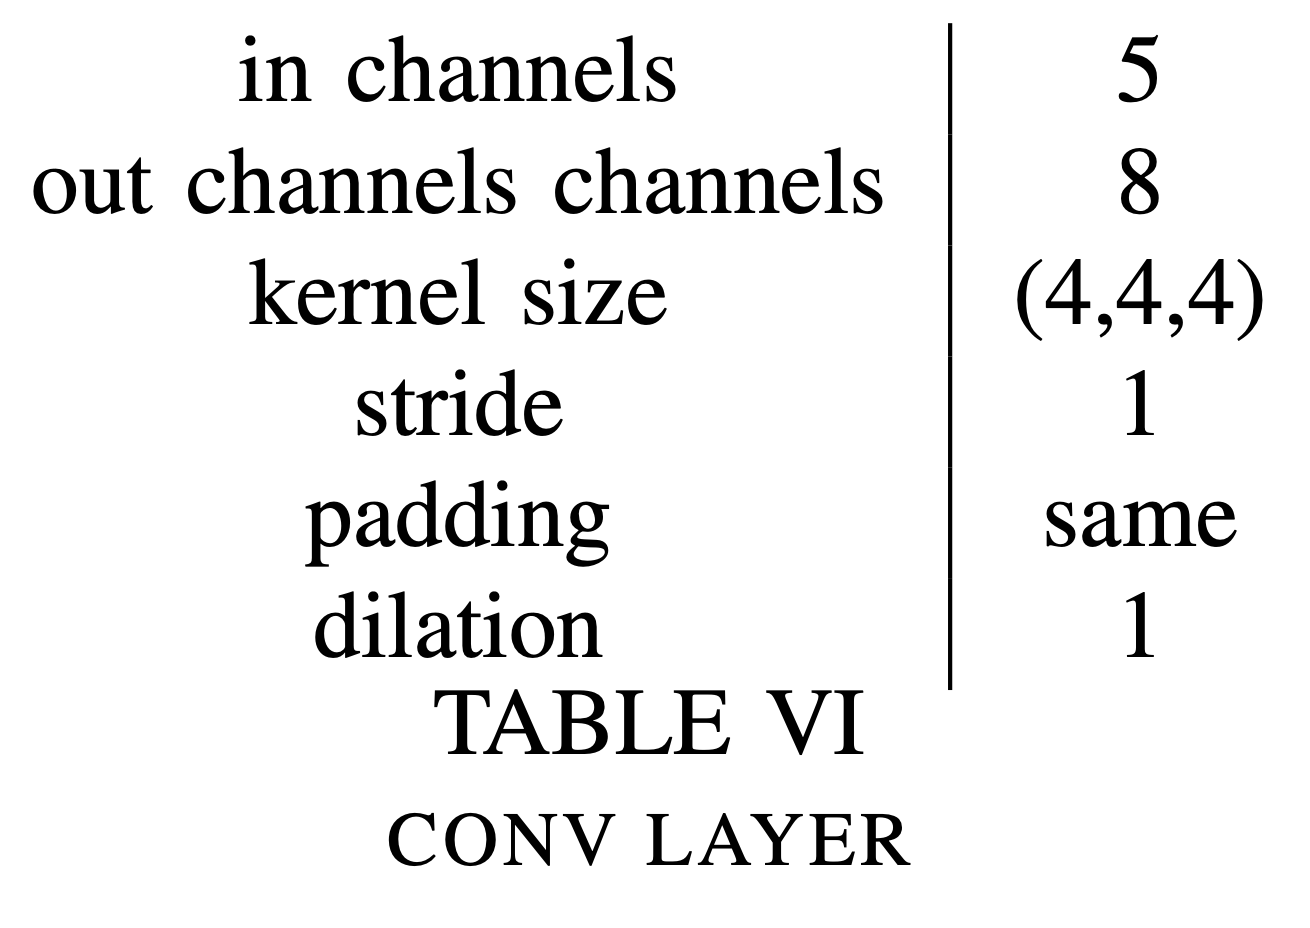 in channels 5
out channels channels 8
kernel size (4,4,4)
stride 1
padding same
dilation 1
TABLE VI
CONV LAYER